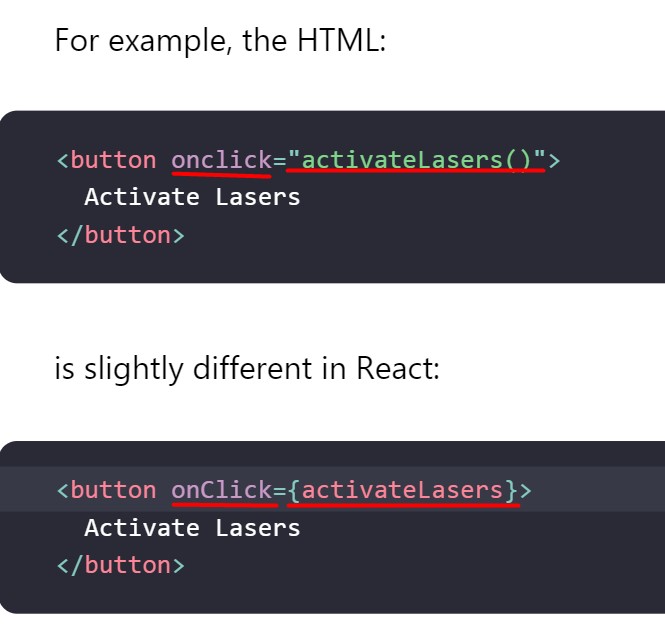 For example, the HTML:
<button onclick="activateLasers()">
Activate Lasers
</button>
is slightly different in React:
<button onClick={activateLasers}>
Activate Lasers
</button>